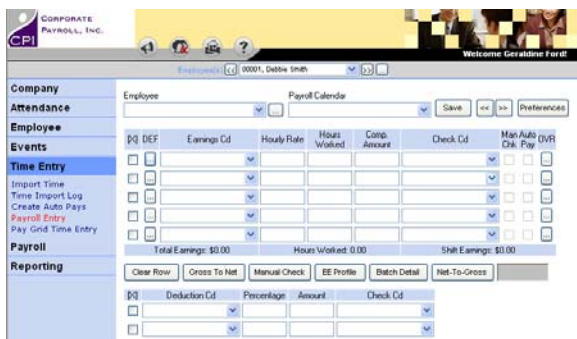 CORPORATE
PAYROLL, INC.
CPI
?
Welcome Geraldine Ford!
Employee(s) << 00001, Debbie Smith >>
Company
Attendance
Employee
Events
Time Entry
Import Time
Time Import Log
Create Auto Pays
Payroll Entry
Pay Grid Time Entry
Payroll
Reporting
Employee Payroll Calendar
... Save << >> Preferences
[X] DEF Earnings Cd Hourly Rate Hours Worked Comp. Amount Check Cd Man Chk Auto Pay OVR
Total Earnings: $0.00 Hours Worked: 0.00 Shift Earnings: $0.00
Clear Row Gross To Net Manual Check EE Profile Batch Detail Net-To-Gross
[X] Deduction Cd Percentage Amount Check Cd